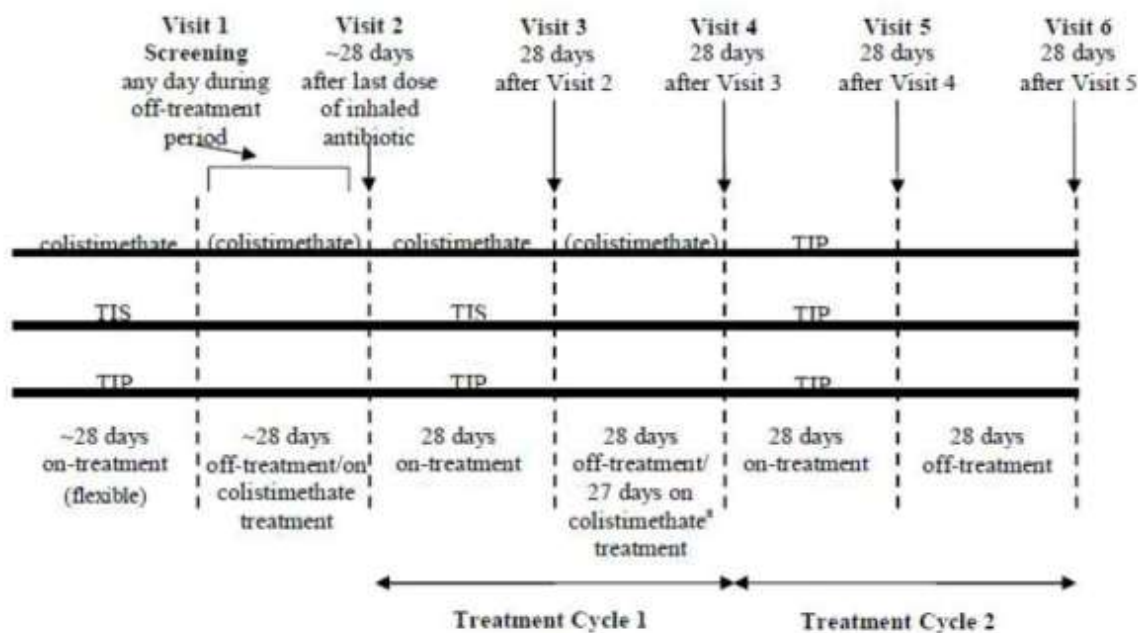 Visit 1
Screening
any day during
off-treatment
period
Visit 2
~28 days
after last dose
of inhaled
antibiotic
Visit 3
28 days
after Visit 2
Visit 4
28 days
after Visit 3
Visit 5
28 days
after Visit 4
Visit 6
28 days
after Visit 5
colistimethate (colistimethate) colistimethate (colistimethate) TIP
TIS TIS TIP
TIP TIP TIP
~28 days
on-treatment
(flexible)
~28 days
off-treatment/on
colistimethate
treatment
28 days
on-treatment
28 days
off-treatment/
27 days on
colistimethateª
treatment
28 days
on-treatment
28 days
off-treatment
Treatment Cycle 1
Treatment Cycle 2